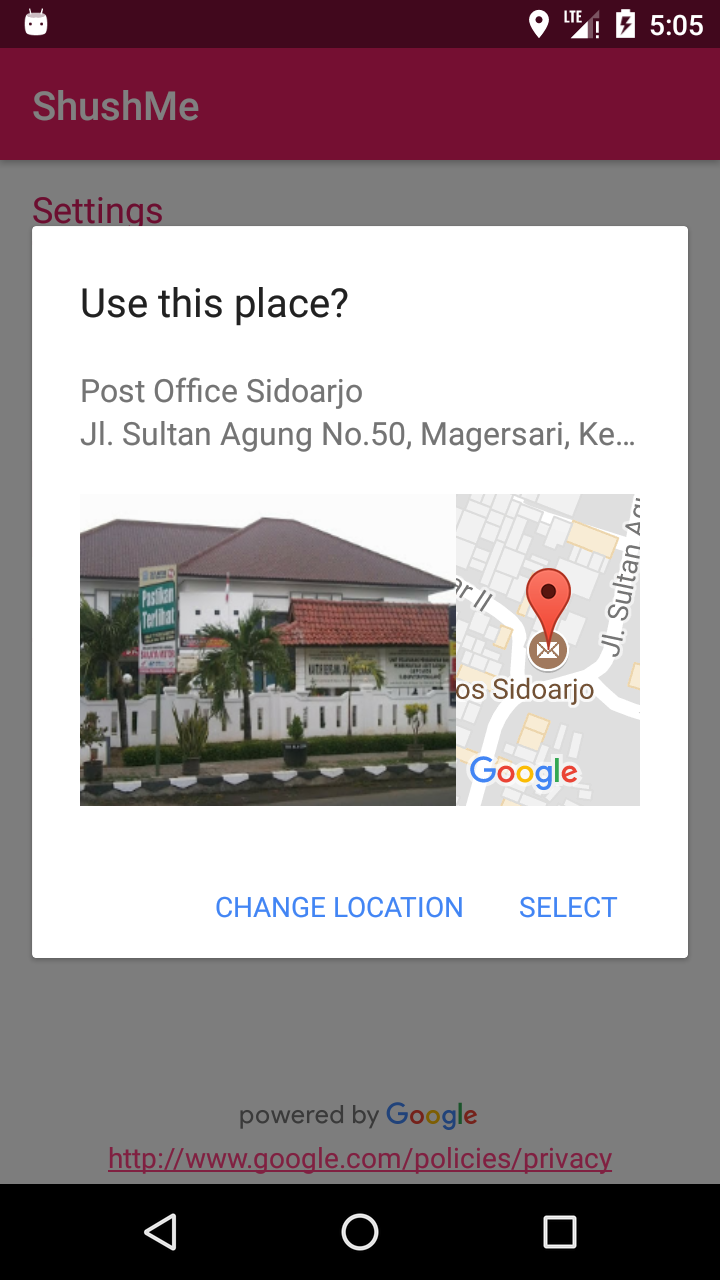 LTE 5:05
ShushMe
Settings
Use this place?
Post Office Sidoarjo
Jl. Sultan Agung No.50, Magersari, Ke...
Pastikan
Terlihat
ar II
Jl. Sultan Agu
os Sidoarjo
Google
CHANGE LOCATION SELECT
powered by Google
http://www.google.com/policies/privacy